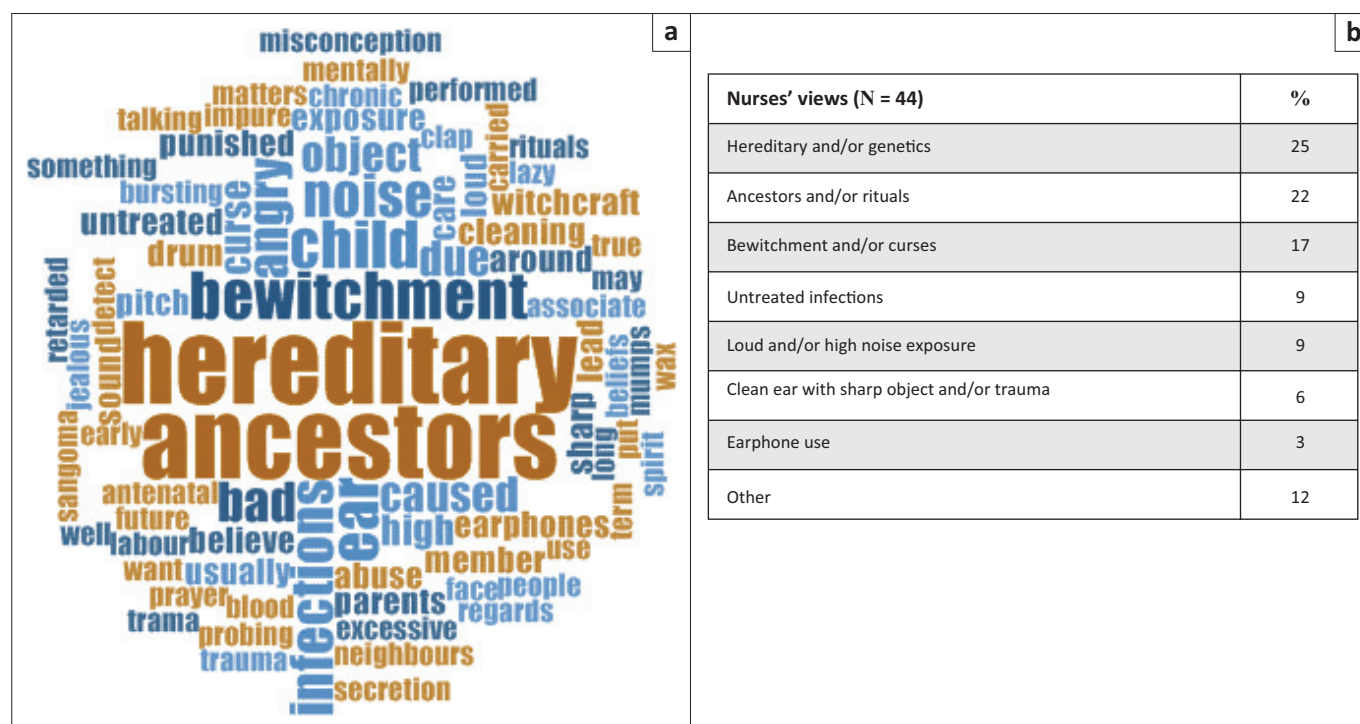 a
misconception
mentally
matters chronic performed
talking impure exposure
clap
carried
punished
object
rituals
something
lazy
bursting
curse
angry
noise
care
loud
witchcraft
untreated
cleaning
drum
child
due
around
true
may
retarded
jealous
sound
detect
pitch
bewitchment
associate
hereditary
lead
beliefs
mumps
wax
ancestors
sangoma
early
sharp
long
put
spirit
antenatal
bad
infections
ear
caused
term
future
high
earphones
well
labour
believe
member
use
want
usually
abuse
face
people
prayer
blood
parents
regards
trama
probing
excessive
trauma
neighbours
secretion
b
Nurses’ views (N = 44) %
Hereditary and/or genetics 25
Ancestors and/or rituals 22
Bewitchment and/or curses 17
Untreated infections 9
Loud and/or high noise exposure 9
Clean ear with sharp object and/or trauma 6
Earphone use 3
Other 12